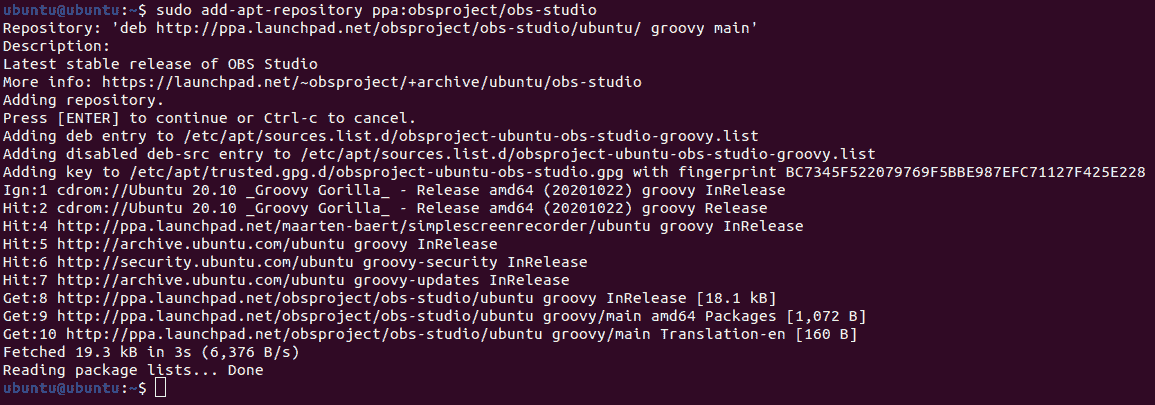 ubuntu@ubuntu:~$ sudo add-apt-repository ppa:obsproject/obs-studio
Repository: 'deb http://ppa.launchpad.net/obsproject/obs-studio/ubuntu/ groovy main'
Description:
Latest stable release of OBS Studio
More info: https://launchpad.net/~obsproject/+archive/ubuntu/obs-studio
Adding repository.
Press [ENTER] to continue or Ctrl-c to cancel.
Adding deb entry to /etc/apt/sources.list.d/obsproject-ubuntu-obs-studio-groovy.list
Adding disabled deb-src entry to /etc/apt/sources.list.d/obsproject-ubuntu-obs-studio-groovy.list
Adding key to /etc/apt/trusted.gpg.d/obsproject-ubuntu-obs-studio.gpg with fingerprint BC7345F522079769F5BBE987EFC71127F425E228
Ign:1 cdrom://Ubuntu 20.10 _Groovy Gorilla_ - Release amd64 (20201022) groovy InRelease
Hit:2 cdrom://Ubuntu 20.10 _Groovy Gorilla_ - Release amd64 (20201022) groovy Release
Hit:4 http://ppa.launchpad.net/maarten-baert/simplescreenrecorder/ubuntu groovy InRelease
Hit:5 http://archive.ubuntu.com/ubuntu groovy InRelease
Hit:6 http://security.ubuntu.com/ubuntu groovy-security InRelease
Hit:7 http://archive.ubuntu.com/ubuntu groovy-updates InRelease
Get:8 http://ppa.launchpad.net/obsproject/obs-studio/ubuntu groovy InRelease [18.1 kB]
Get:9 http://ppa.launchpad.net/obsproject/obs-studio/ubuntu groovy/main amd64 Packages [1,072 B]
Get:10 http://ppa.launchpad.net/obsproject/obs-studio/ubuntu groovy/main Translation-en [160 B]
Fetched 19.3 kB in 3s (6,376 B/s)
Reading package lists... Done
ubuntu@ubuntu:~$